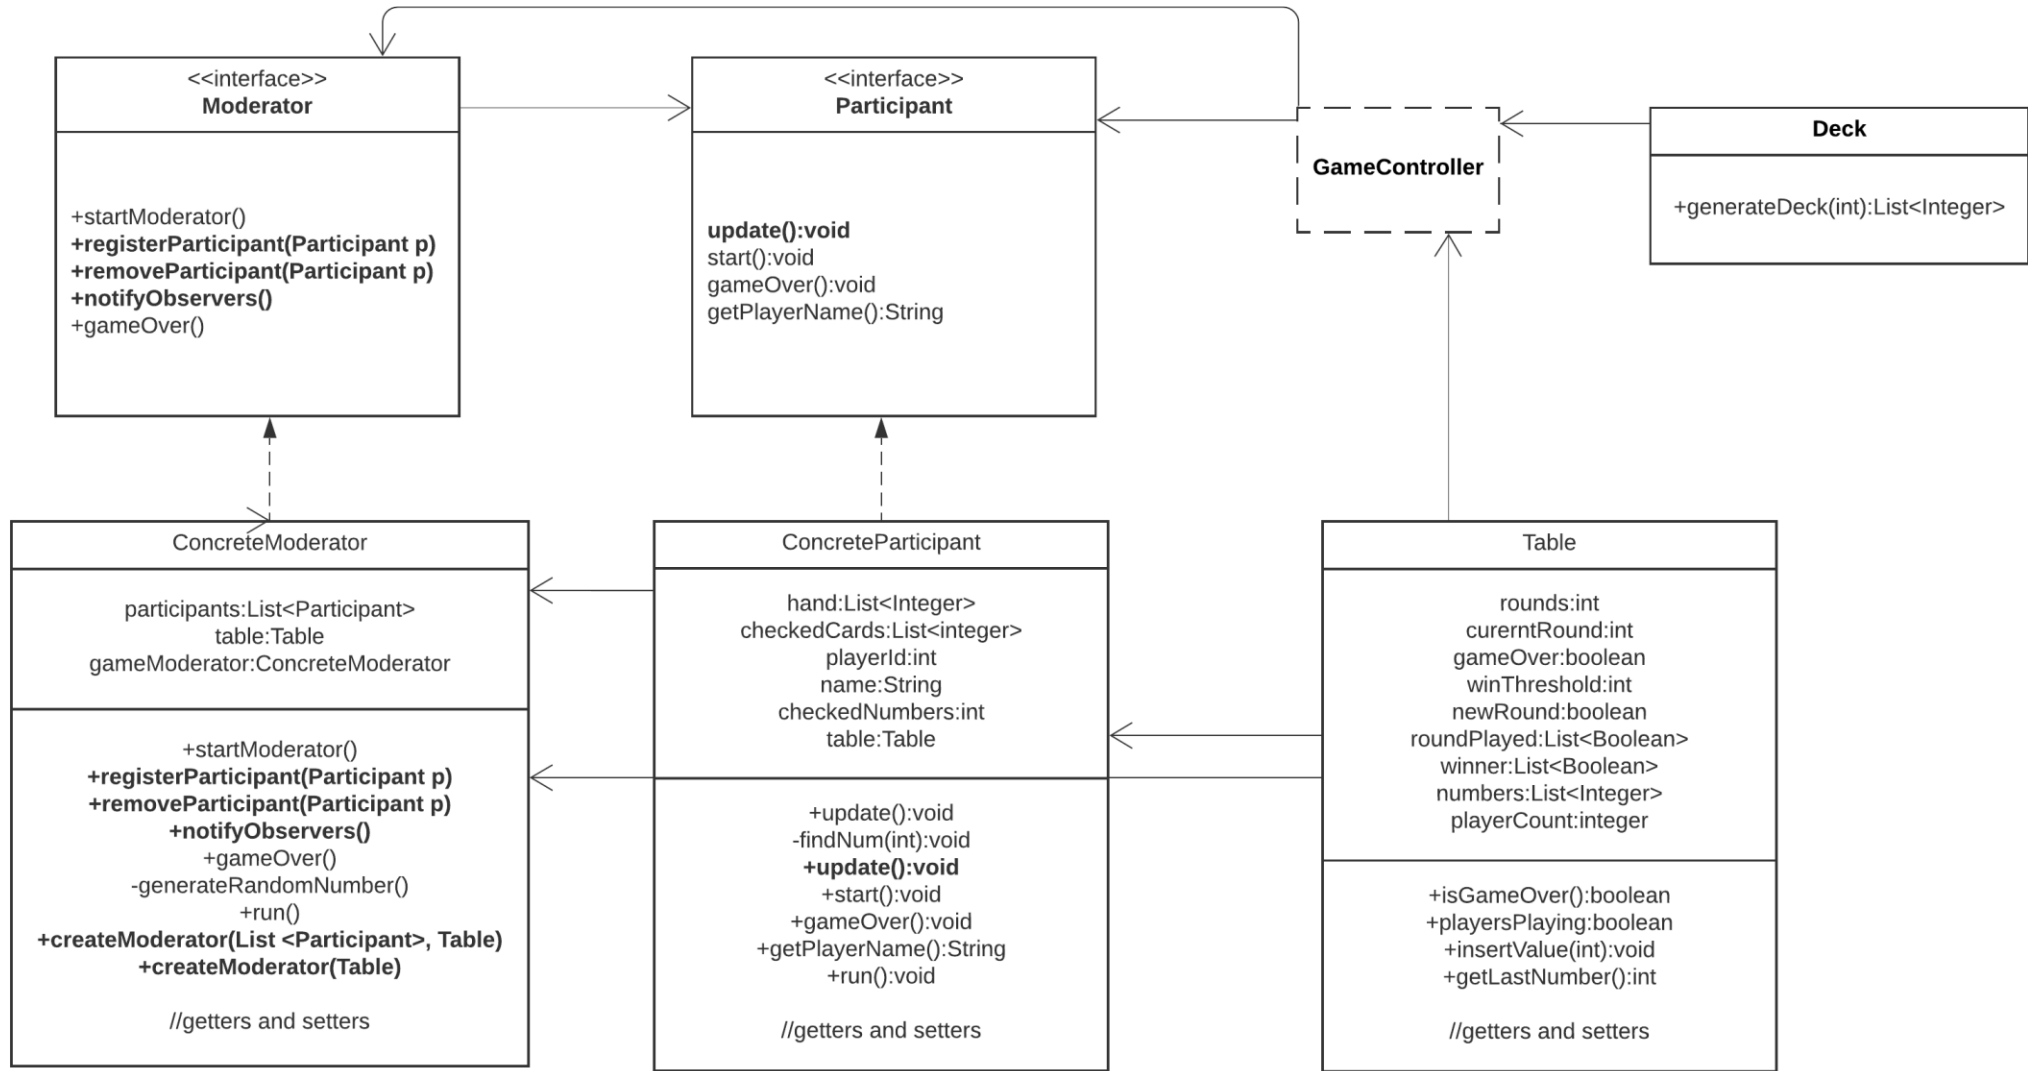 <<interface>>
Moderator
+startModerator()
+registerParticipant(Participant p)
+removeParticipant(Participant p)
+notifyObservers()
+gameOver()
<<interface>>
Participant
update():void
start():void
gameOver():void
getPlayerName():String
GameController
Deck
+generateDeck(int):List<Integer>
ConcreteModerator
participants:List<Participant>
table:Table
gameModerator:ConcreteModerator
+startModerator()
+registerParticipant(Participant p)
+removeParticipant(Participant p)
+notifyObservers()
+gameOver()
-generateRandomNumber()
+run()
+createModerator(List <Participant>, Table)
+createModerator(Table)
//getters and setters
ConcreteParticipant
hand:List<Integer>
checkedCards:List<integer>
playerId:int
name:String
checkedNumbers:int
table:Table
+update():void
-findNum(int):void
+update():void
+start():void
+gameOver():void
+getPlayerName():String
+run():void
//getters and setters
Table
rounds:int
curerntRound:int
gameOver:boolean
winThreshold:int
newRound:boolean
roundPlayed:List<Boolean>
winner:List<Boolean>
numbers:List<Integer>
playerCount:integer
+isGameOver():boolean
+playersPlaying:boolean
+insertValue(int):void
+getLastNumber():int
//getters and setters